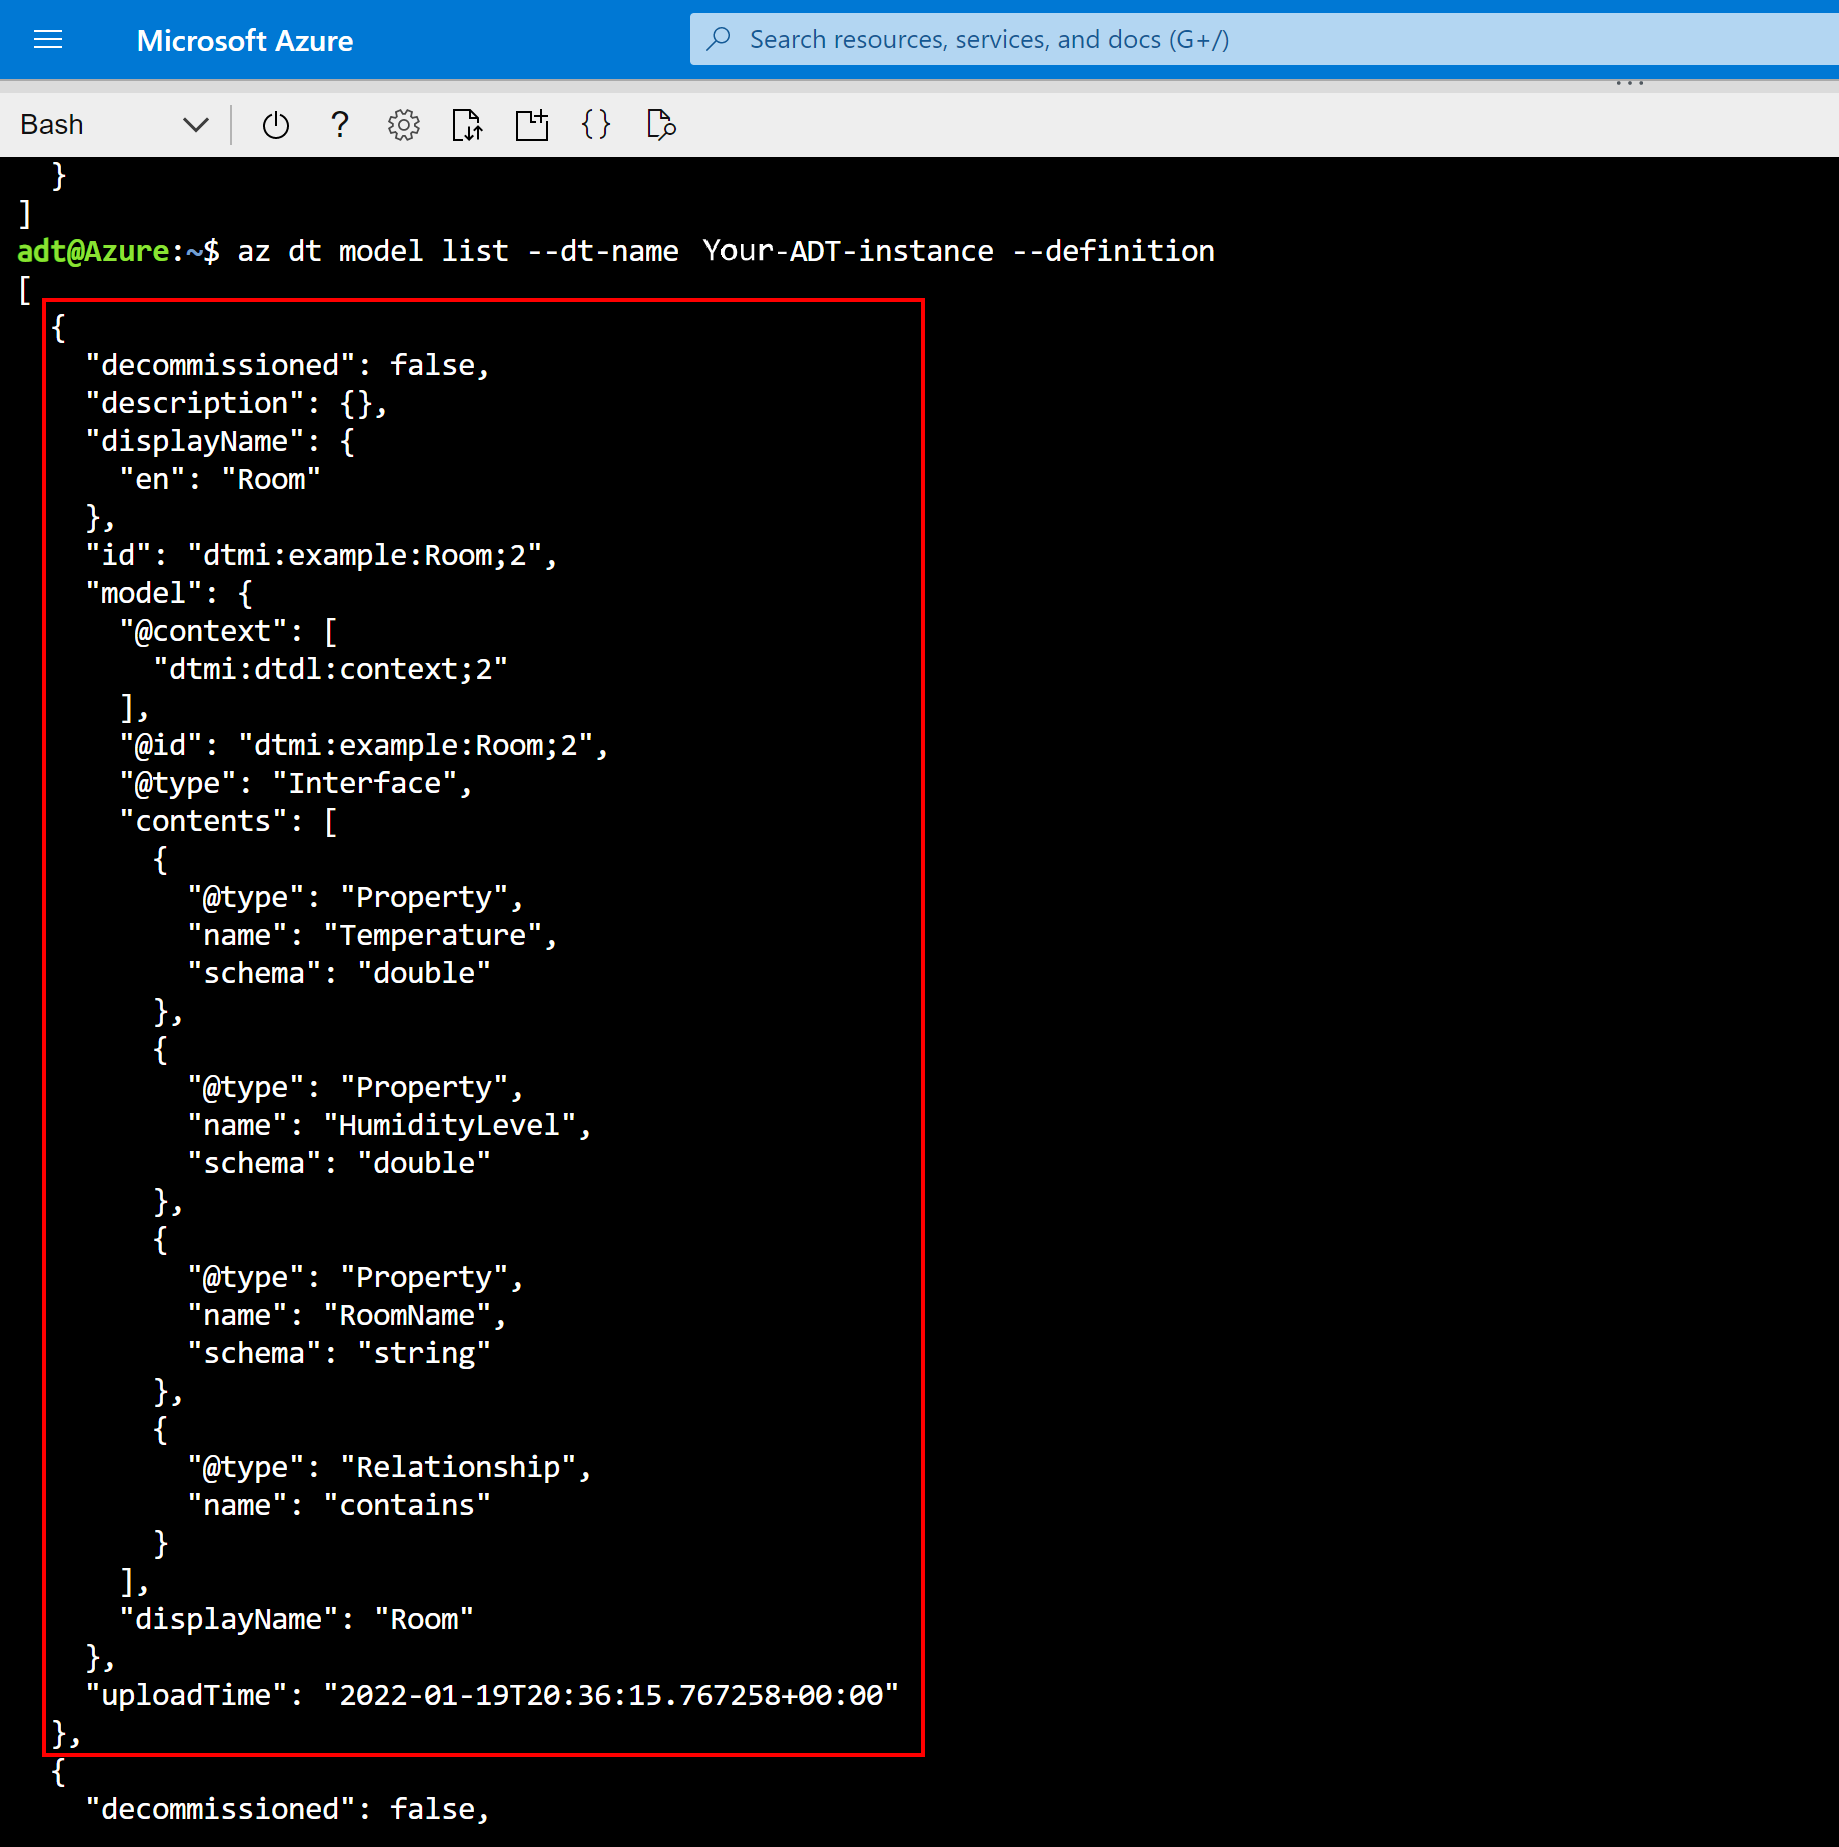 Microsoft Azure
Search resources, services, and docs (G+/)
Bash
}
]
adt@Azure:~$ az dt model list --dt-name Your-ADT-instance --definition
[
{
"decommissioned": false,
"description": {},
"displayName": {
"en": "Room"
},
"id": "dtmi:example:Room;2",
"model": {
"@context": [
"dtmi:dtdl:context;2"
],
"@id": "dtmi:example:Room;2",
"@type": "Interface",
"contents": [
{
"@type": "Property",
"name": "Temperature",
"schema": "double"
},
{
"@type": "Property",
"name": "HumidityLevel",
"schema": "double"
},
{
"@type": "Property",
"name": "RoomName",
"schema": "string"
},
{
"@type": "Relationship",
"name": "contains"
}
],
"displayName": "Room"
},
"uploadTime": "2022-01-19T20:36:15.767258+00:00"
},
{
"decommissioned": false,